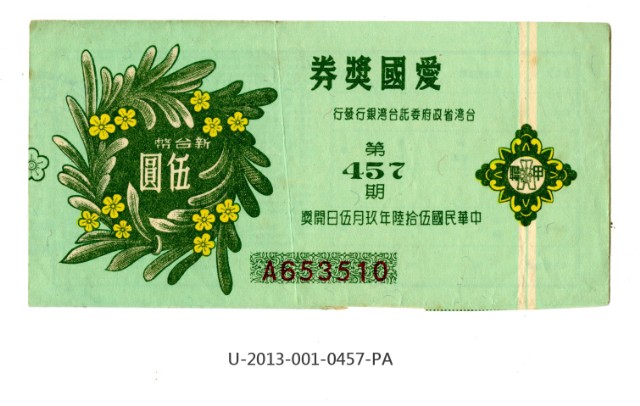 愛國獎券
台灣省政府委託台灣銀行發行
第
457
期
中華民國伍拾陸年玖月伍日開獎
新台幣
伍圓
A653510
U-2013-001-0457-PA